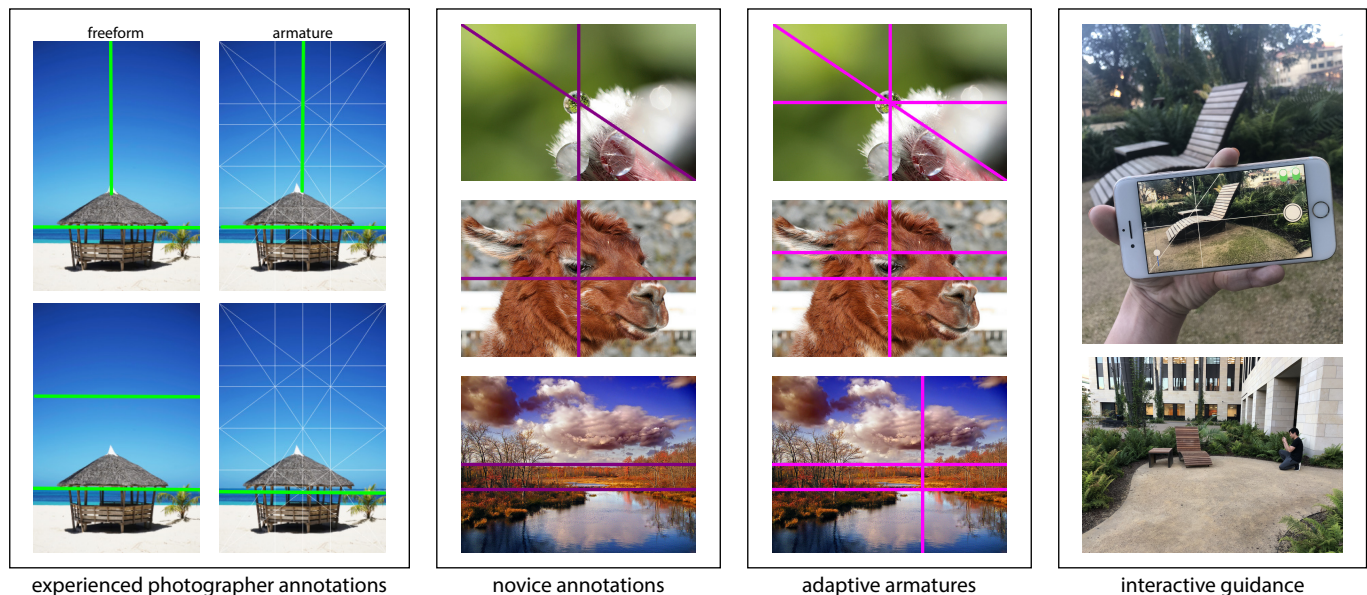 freeform
armature
experienced photographer annotations
novice annotations
adaptive armatures
interactive guidance